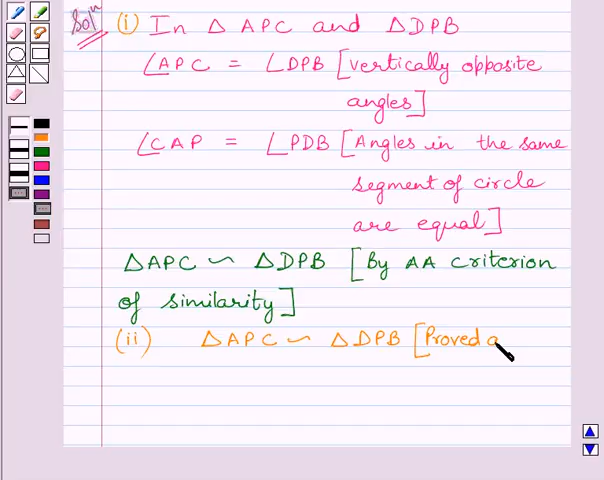 Solⁿ (i) In △ APC and △DPB
∠APC = ∠DPB [vertically opposite
angles]
∠CAP = ∠PDB [Angles in the same
segment of circle
are equal]
△APC ∼ △DPB [By AA criterion
of similarity]
(ii) △APC ∼ △DPB [Proved a